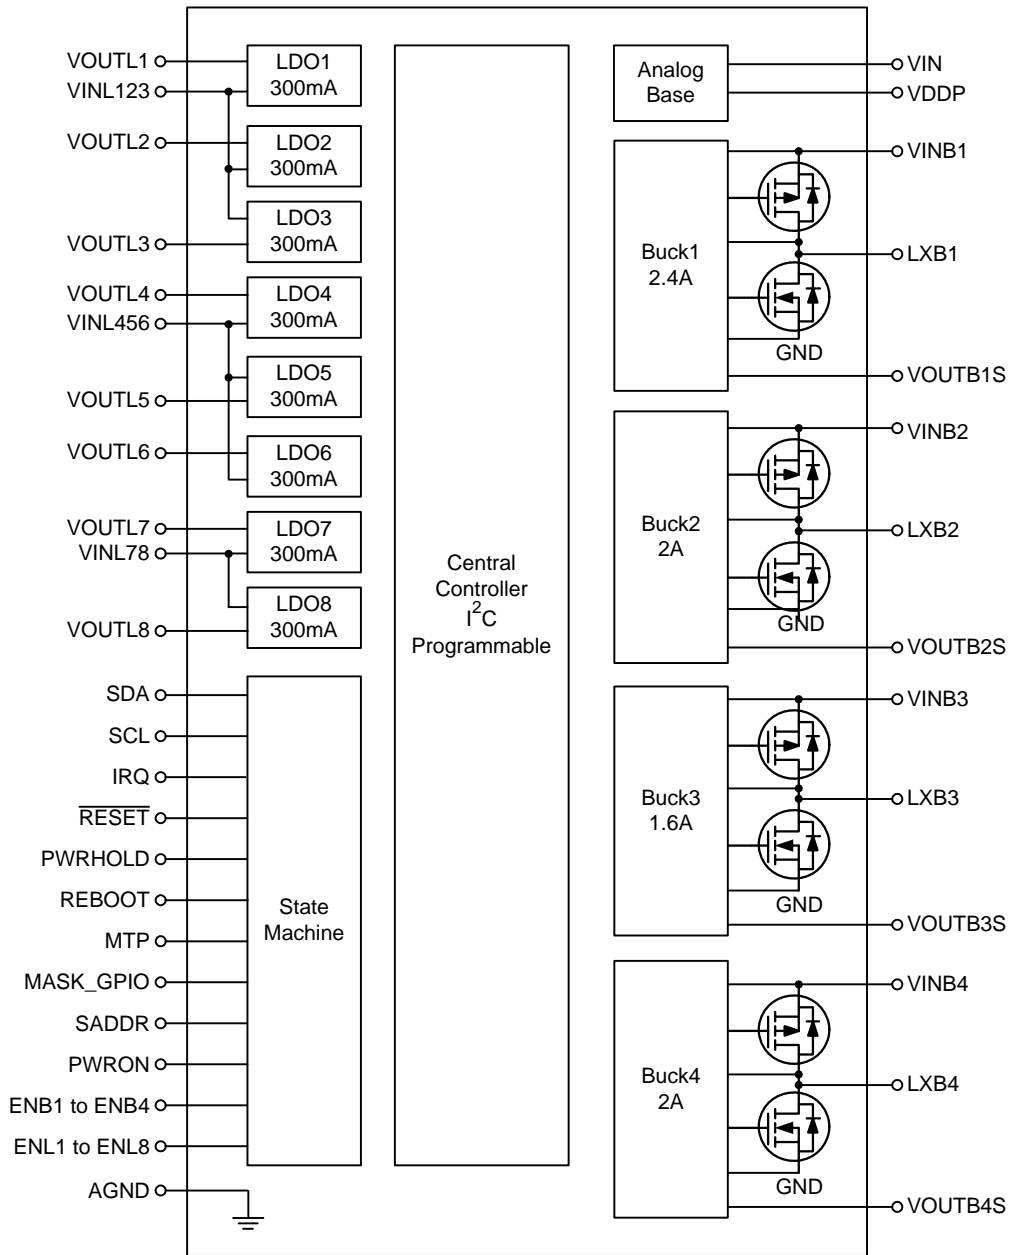 VOUTL1
VINL123
VOUTL2
VOUTL3
VOUTL4
VINL456
VOUTL5
VOUTL6
VOUTL7
VINL78
VOUTL8
SDA
SCL
IRQ
RESET
PWRHOLD
REBOOT
MTP
MASK_GPIO
SADDR
PWRON
ENB1 to ENB4
ENL1 to ENL8
AGND
LDO1
300mA
LDO2
300mA
LDO3
300mA
LDO4
300mA
LDO5
300mA
LDO6
300mA
LDO7
300mA
LDO8
300mA
State
Machine
Central
Controller
I²C
Programmable
Analog
Base
Buck1
2.4A
GND
Buck2
2A
GND
Buck3
1.6A
GND
Buck4
2A
GND
VIN
VDDP
VINB1
LXB1
VOUTB1S
VINB2
LXB2
VOUTB2S
VINB3
LXB3
VOUTB3S
VINB4
LXB4
VOUTB4S